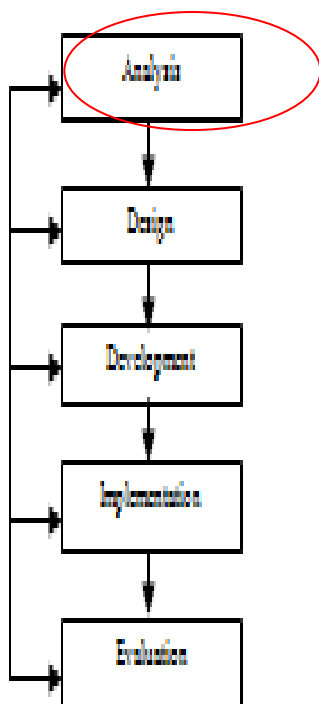 Analysis
Design
Development
Implementation
Evaluation